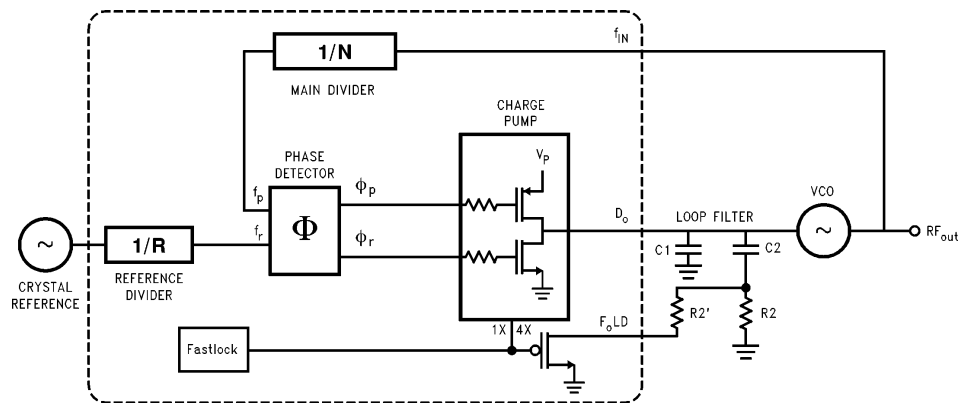 1/N
MAIN DIVIDER
f_IN
CHARGE
PUMP
V_P
PHASE
DETECTOR
f_p
f_r
Φ
ϕ_p
ϕ_r
D_o
LOOP FILTER
VCO
C1
C2
RF_out
~
~
1/R
CRYSTAL
REFERENCE
REFERENCE
DIVIDER
R2'
R2
1X
4X
F_oLD
Fastlock